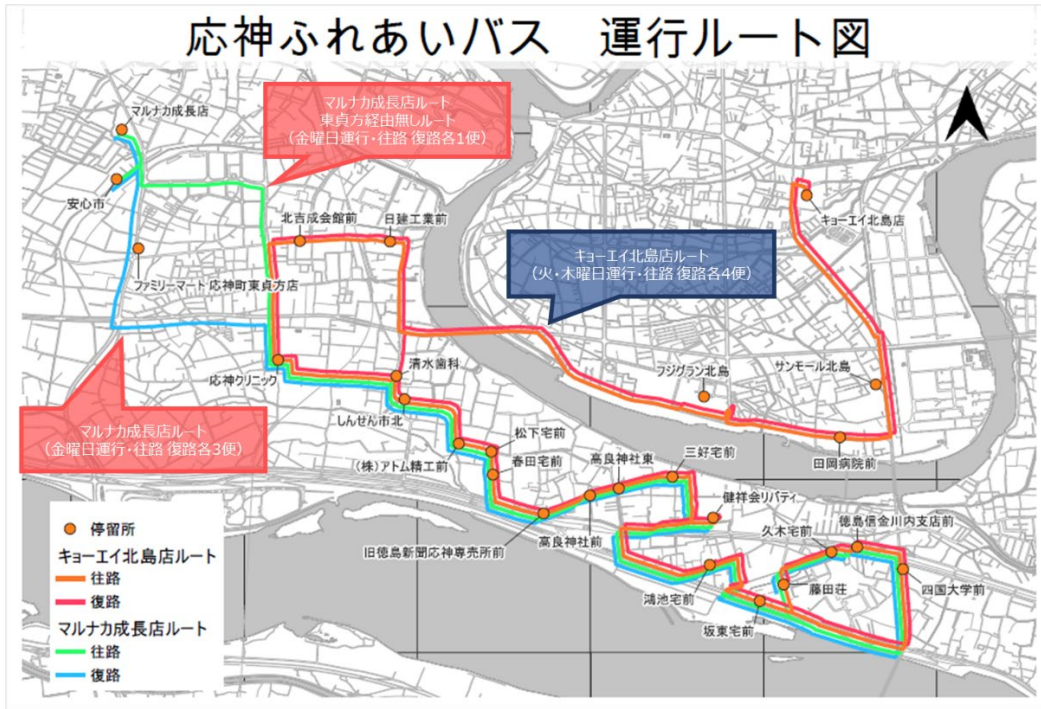 応神ふれあいバス 運行ルート図
マルナカ成長店
マルナカ成長店ルート
東貞方経由無しルート
(金曜日運行・往路 復路各1便)
安心市
北吉成会館前
日建工業前
キョーエイ北島店
キョーエイ北島店ルート
(火・木曜日運行・往路 復路各4便)
ファミリーマート 応神町東貞方店
清水歯科
応神クリニック
フジグラン北島
サンモール北島
しんせん市北
マルナカ成長店ルート
(金曜日運行・往路 復路各3便)
松下宅前
(株)アトム精工前
春田宅前
高良神社東
三好宅前
田岡病院前
健祥会リバティ
旧徳島新聞応神専売所前
高良神社前
久木宅前
徳島信金川内支店前
鴻池宅前
藤田荘
四国大学前
坂東宅前
停留所
キョーエイ北島店ルート
往路
復路
マルナカ成長店ルート
往路
復路